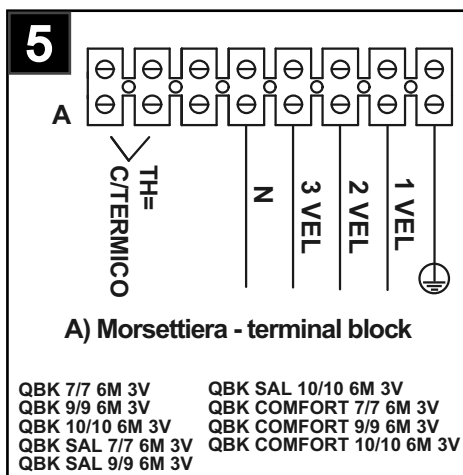 5
A
TH=
C/TERMICO
N
3 VEL
2 VEL
1 VEL
A) Morsettiera - terminal block
QBK 7/7 6M 3V
QBK 9/9 6M 3V
QBK 10/10 6M 3V
QBK SAL 7/7 6M 3V
QBK SAL 9/9 6M 3V
QBK SAL 10/10 6M 3V
QBK COMFORT 7/7 6M 3V
QBK COMFORT 9/9 6M 3V
QBK COMFORT 10/10 6M 3V